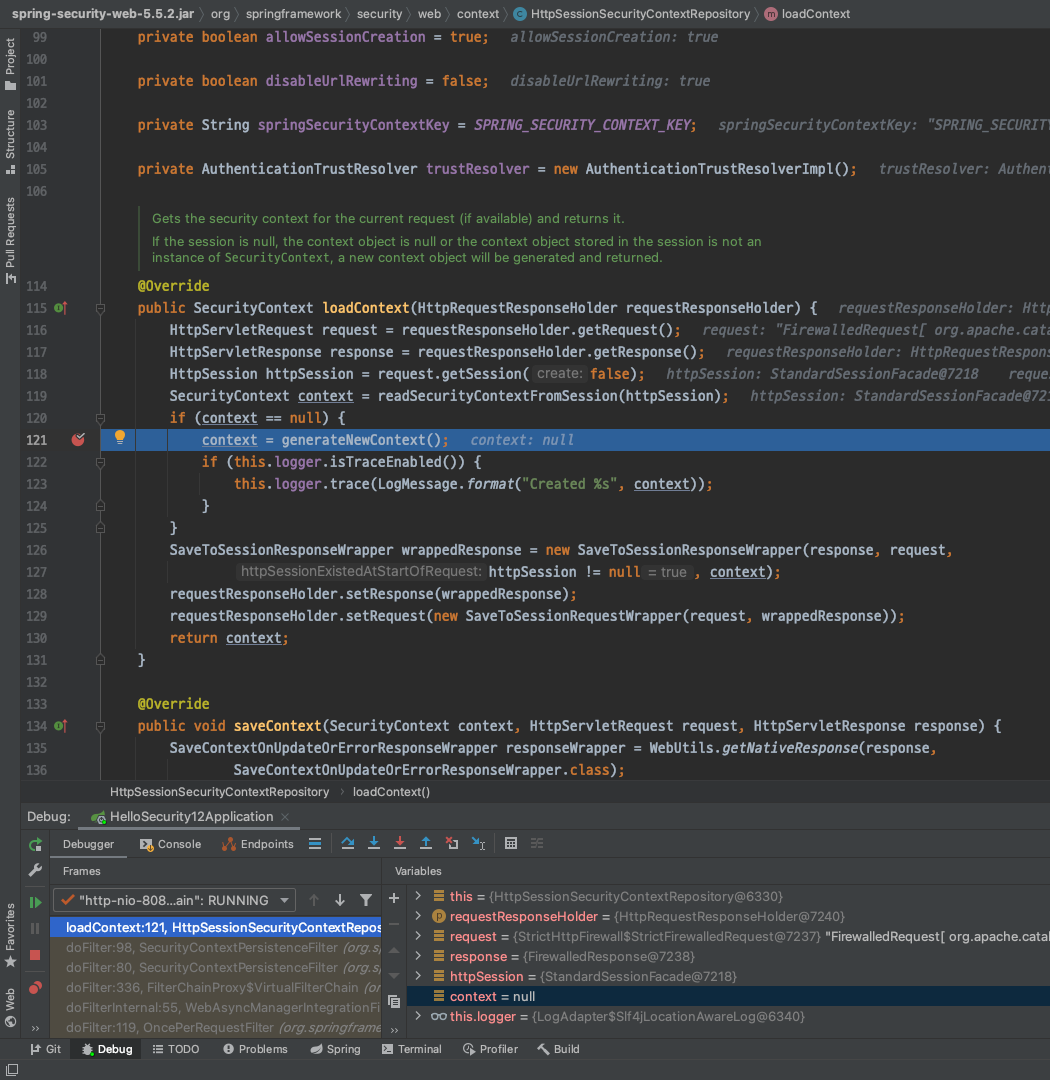 spring-security-web-5.5.2.jar org springframework security web context HttpSessionSecurityContextRepository loadContext
Project
Structure
Pull Requests
Favorites
Web
99 private boolean allowSessionCreation = true; allowSessionCreation: true
100
101 private boolean disableUrlRewriting = false; disableUrlRewriting: true
102
103 private String springSecurityContextKey = SPRING_SECURITY_CONTEXT_KEY; springSecurityContextKey: "SPRING_SECURITY
104
105 private AuthenticationTrustResolver trustResolver = new AuthenticationTrustResolverImpl(); trustResolver: Authent
106
Gets the security context for the current request (if available) and returns it.
If the session is null, the context object is null or the context object stored in the session is not an
instance of SecurityContext, a new context object will be generated and returned.
114 @Override
115 public SecurityContext loadContext(HttpRequestResponseHolder requestResponseHolder) { requestResponseHolder: Http
116 HttpServletRequest request = requestResponseHolder.getRequest(); request: "FirewalledRequest[ org.apache.cata
117 HttpServletResponse response = requestResponseHolder.getResponse(); requestResponseHolder: HttpRequestRespons
118 HttpSession httpSession = request.getSession( create: false); httpSession: StandardSessionFacade@7218 reque
119 SecurityContext context = readSecurityContextFromSession(httpSession); httpSession: StandardSessionFacade@721
120 if (context == null) {
121 context = generateNewContext(); context: null
122 if (this.logger.isTraceEnabled()) {
123 this.logger.trace(LogMessage.format("Created %s", context));
124 }
125 }
126 SaveToSessionResponseWrapper wrappedResponse = new SaveToSessionResponseWrapper(response, request,
127 httpSessionExistedAtStartOfRequest: httpSession != null = true , context);
128 requestResponseHolder.setResponse(wrappedResponse);
129 requestResponseHolder.setRequest(new SaveToSessionRequestWrapper(request, wrappedResponse));
130 return context;
131 }
132
133 @Override
134 public void saveContext(SecurityContext context, HttpServletRequest request, HttpServletResponse response) {
135 SaveContextOnUpdateOrErrorResponseWrapper responseWrapper = WebUtils.getNativeResponse(response,
136 SaveContextOnUpdateOrErrorResponseWrapper.class);
HttpSessionSecurityContextRepository loadContext()
Debug: HelloSecurity12Application
Debugger Console Endpoints
Frames
"http-nio-808...ain": RUNNING
loadContext:121, HttpSessionSecurityContextRepos
doFilter:98, SecurityContextPersistenceFilter (org.s
doFilter:80, SecurityContextPersistenceFilter (org.s
doFilter:336, FilterChainProxy$VirtualFilterChain (or
doFilterInternal:55, WebAsyncManagerIntegrationFi
doFilter:119, OncePerRequestFilter (org.springframe
Variables
this = {HttpSessionSecurityContextRepository@6330}
requestResponseHolder = {HttpRequestResponseHolder@7240}
request = {StrictHttpFirewall$StrictFirewalledRequest@7237} "FirewalledRequest[ org.apache.catal
response = {FirewalledResponse@7238}
httpSession = {StandardSessionFacade@7218}
context = null
this.logger = {LogAdapter$Slf4jLocationAwareLog@6340}
Git Debug TODO Problems Spring Terminal Profiler Build